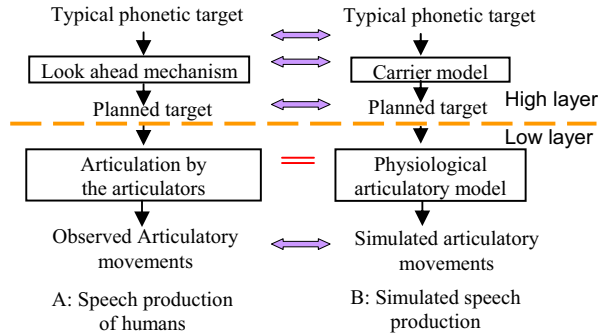 Typical phonetic target
Typical phonetic target
Look ahead mechanism
Carrier model
Planned target
Planned target
High layer
Low layer
Articulation by
the articulators
=
Physiological
articulatory model
Observed Articulatory
movements
Simulated articulatory
movements
A: Speech production
of humans
B: Simulated speech
production